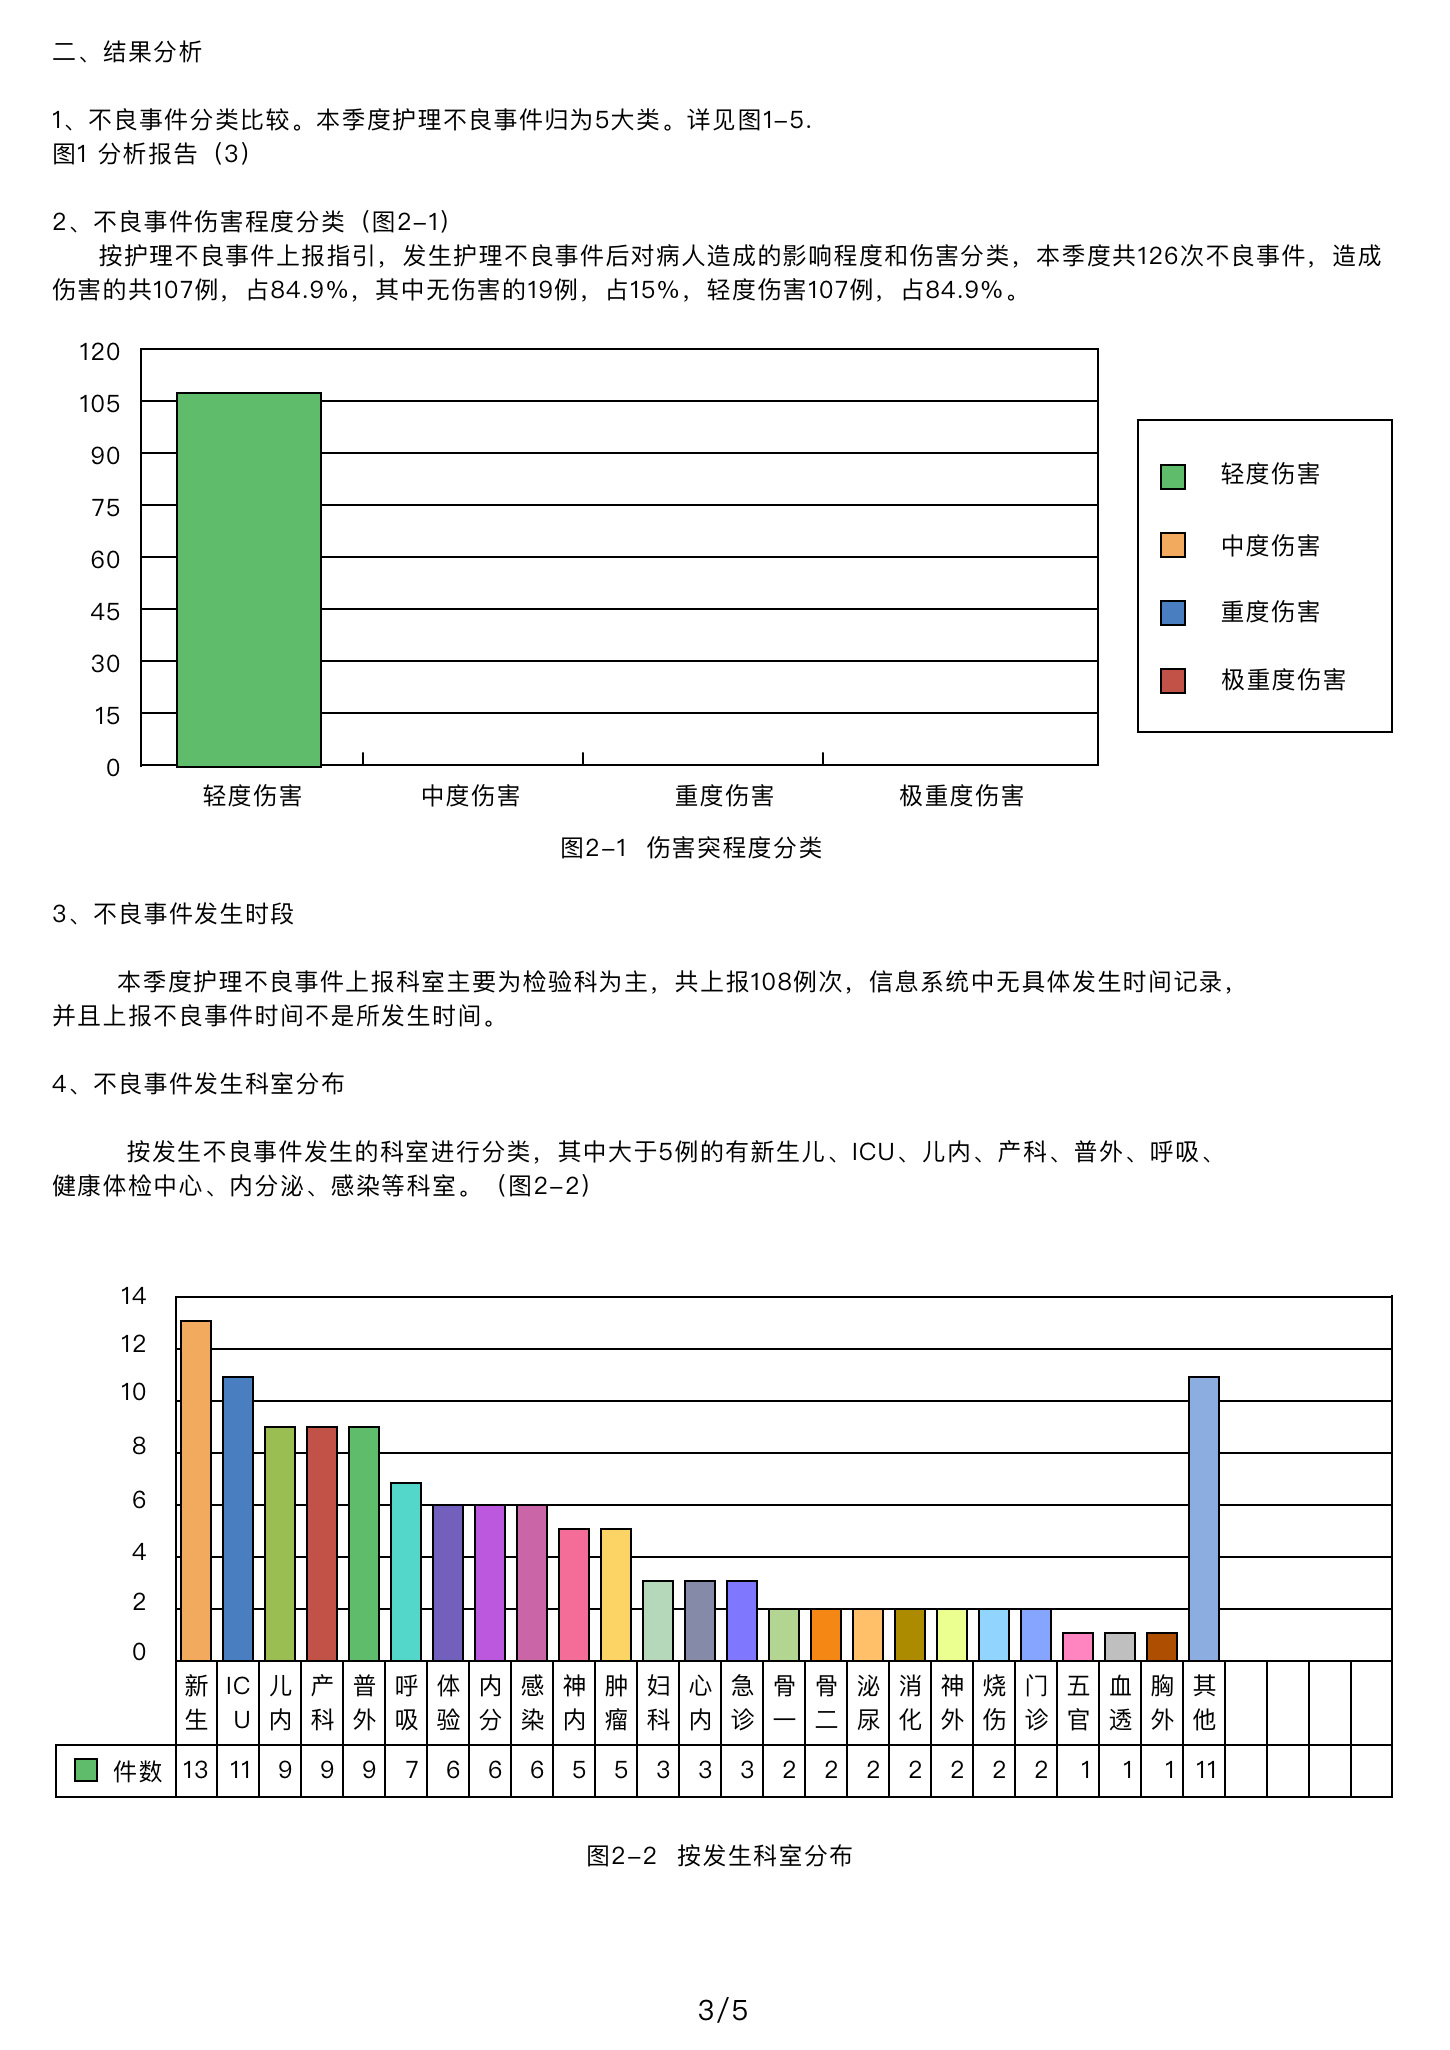 二、结果分析
1、不良事件分类比较。本季度护理不良事件归为5大类。详见图1-5.
图1 分析报告（3）
2、不良事件伤害程度分类（图2-1）
按护理不良事件上报指引，发生护理不良事件后对病人造成的影响程度和伤害分类，本季度共126次不良事件，造成
伤害的共107例，占84.9%，其中无伤害的19例，占15%，轻度伤害107例，占84.9%。
120
105
90
75
60
45
30
15
0
轻度伤害 中度伤害 重度伤害 极重度伤害
轻度伤害
中度伤害
重度伤害
极重度伤害
图2-1 伤害突程度分类
3、不良事件发生时段
本季度护理不良事件上报科室主要为检验科为主，共上报108例次，信息系统中无具体发生时间记录，
并且上报不良事件时间不是所发生时间。
4、不良事件发生科室分布
按发生不良事件发生的科室进行分类，其中大于5例的有新生儿、ICU、儿内、产科、普外、呼吸、
健康体检中心、内分泌、感染等科室。（图2-2）
14
12
10
8
6
4
2
0
新生 ICU 儿内 产科 普外 呼吸 体验 内分 感染 神内 肿瘤 妇科 心内 急诊 骨一 骨二 泌尿 消化 神外 烧伤 门诊 五官 血透 胸外 其他
件数 13 11 9 9 9 7 6 6 6 5 5 3 3 3 2 2 2 2 2 2 2 1 1 1 11
图2-2 按发生科室分布
3/5